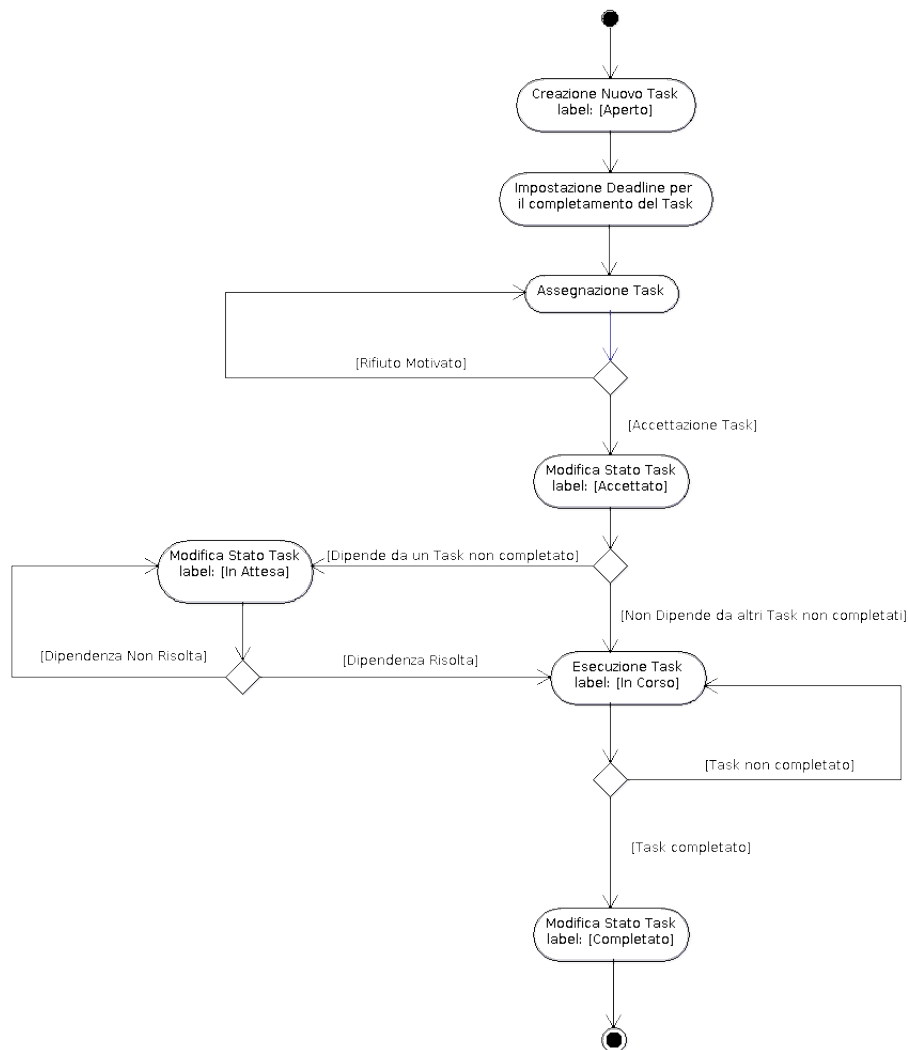 Creazione Nuovo Task
label: [Aperto]
Impostazione Deadline per
il completamento del Task
Assegnazione Task
[Rifiuto Motivato]
[Accettazione Task]
Modifica Stato Task
label: [Accettato]
Modifica Stato Task
label: [In Attesa]
[Dipende da un Task non completato]
[Non Dipende da altri Task non completati]
[Dipendenza Non Risolta]
[Dipendenza Risolta]
Esecuzione Task
label: [In Corso]
[Task non completato]
[Task completato]
Modifica Stato Task
label: [Completato]